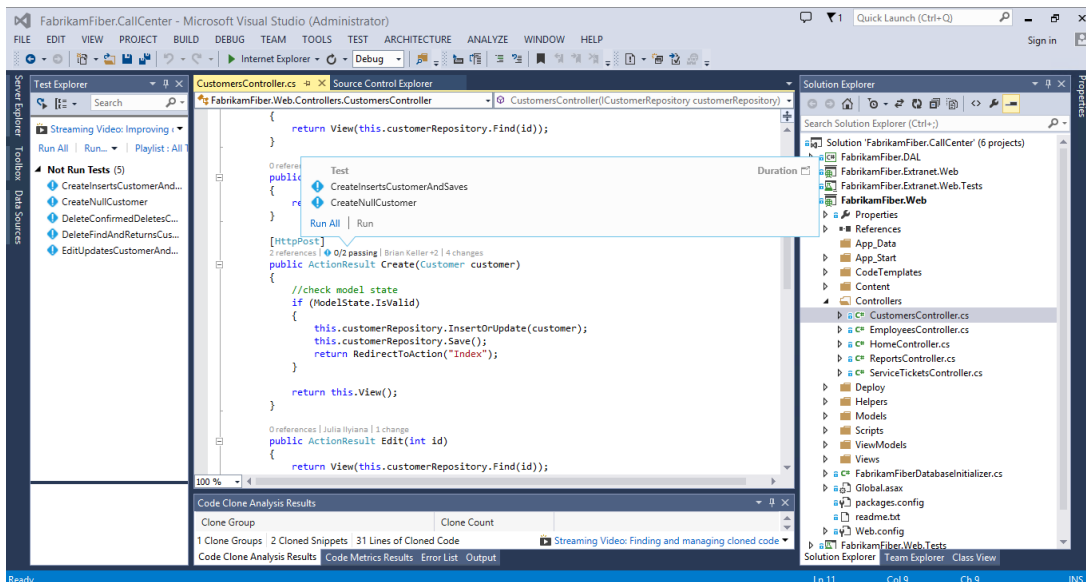 FabrikamFiber.CallCenter - Microsoft Visual Studio (Administrator)
1
Quick Launch (Ctrl+Q)
FILE EDIT VIEW PROJECT BUILD DEBUG TEAM TOOLS TEST ARCHITECTURE ANALYZE WINDOW HELP
Sign in
Internet Explorer
Debug
Server Explorer
Toolbox
Data Sources
Test Explorer
Search
Streaming Video: Improving
Run All | Run... | Playlist : All
Not Run Tests (5)
CreateInsertsCustomerAnd...
CreateNullCustomer
DeleteConfirmedDeletesC...
DeleteFindAndReturnsCus...
EditUpdatesCustomerAnd...
CustomersController.cs
Source Control Explorer
FabrikamFiber.Web.Controllers.CustomersController
CustomersController(ICustomerRepository customerRepository)
{
return View(this.customerRepository.Find(id));
}
0
public
{
}
Test
Duration
CreateInsertsCustomerAndSaves
CreateNullCustomer
Run All | Run
[HttpPost]
2 references | 0/2 passing | Brian Keller +2 | 4 changes
public ActionResult Create(Customer customer)
{
//check model state
if (ModelState.IsValid)
{
this.customerRepository.InsertOrUpdate(customer);
this.customerRepository.Save();
return RedirectToAction("Index");
}
return this.View();
}
0 references | Julia Ilyiana | 1 change
public ActionResult Edit(int id)
{
return View(this.customerRepository.Find(id));
100 %
Code Clone Analysis Results
Clone Group
Clone Count
1 Clone Groups | 2 Cloned Snippets | 31 Lines of Cloned Code
Streaming Video: Finding and managing cloned code
Code Clone Analysis Results Code Metrics Results Error List Output
Solution Explorer
Search Solution Explorer (Ctrl+;)
Solution 'FabrikamFiber.CallCenter' (6 projects)
FabrikamFiber.DAL
FabrikamFiber.Extranet.Web
FabrikamFiber.Extranet.Web.Tests
FabrikamFiber.Web
Properties
References
App_Data
App_Start
CodeTemplates
Content
Controllers
C# CustomersController.cs
C# EmployeesController.cs
C# HomeController.cs
C# ReportsController.cs
C# ServiceTicketsController.cs
Deploy
Helpers
Models
Scripts
ViewModels
Views
C# FabrikamFiberDatabaseInitializer.cs
Global.asax
packages.config
readme.txt
Web.config
FabrikamFiber.Web.Tests
Solution Explorer Team Explorer Class View
Properties
Ready
Ln 11
Col 9
Ch 9
INS